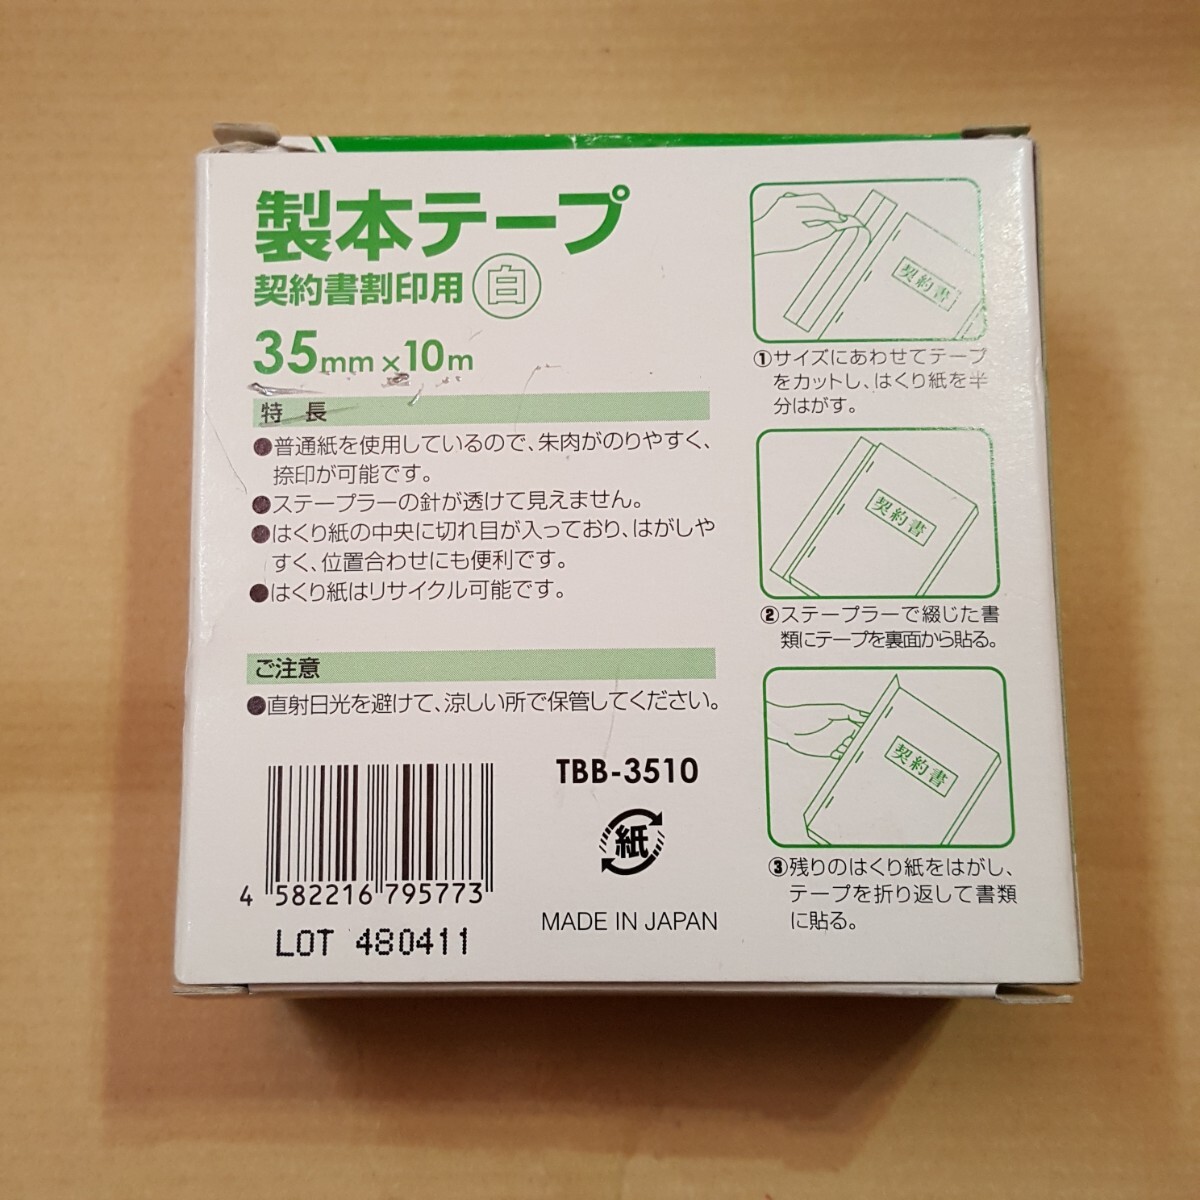 製本テープ
契約書割印用 白
35mm×10m
特 長
●普通紙を使用しているので、朱肉がのりやすく、
捺印が可能です。
●ステープラーの針が透けて見えません。
●はくり紙の中央に切れ目が入っており、はがしや
すく、位置合わせにも便利です。
●はくり紙はリサイクル可能です。
ご注意
●直射日光を避けて、涼しい所で保管してください。
4 582216 795773
LOT 480411
TBB-3510
紙
MADE IN JAPAN
契約書
①サイズにあわせてテープ
をカットし、はくり紙を半
分はがす。
契約書
②ステープラーで綴じた書
類にテープを裏面から貼る。
契約書
③残りのはくり紙をはがし、
テープを折り返して書類
に貼る。